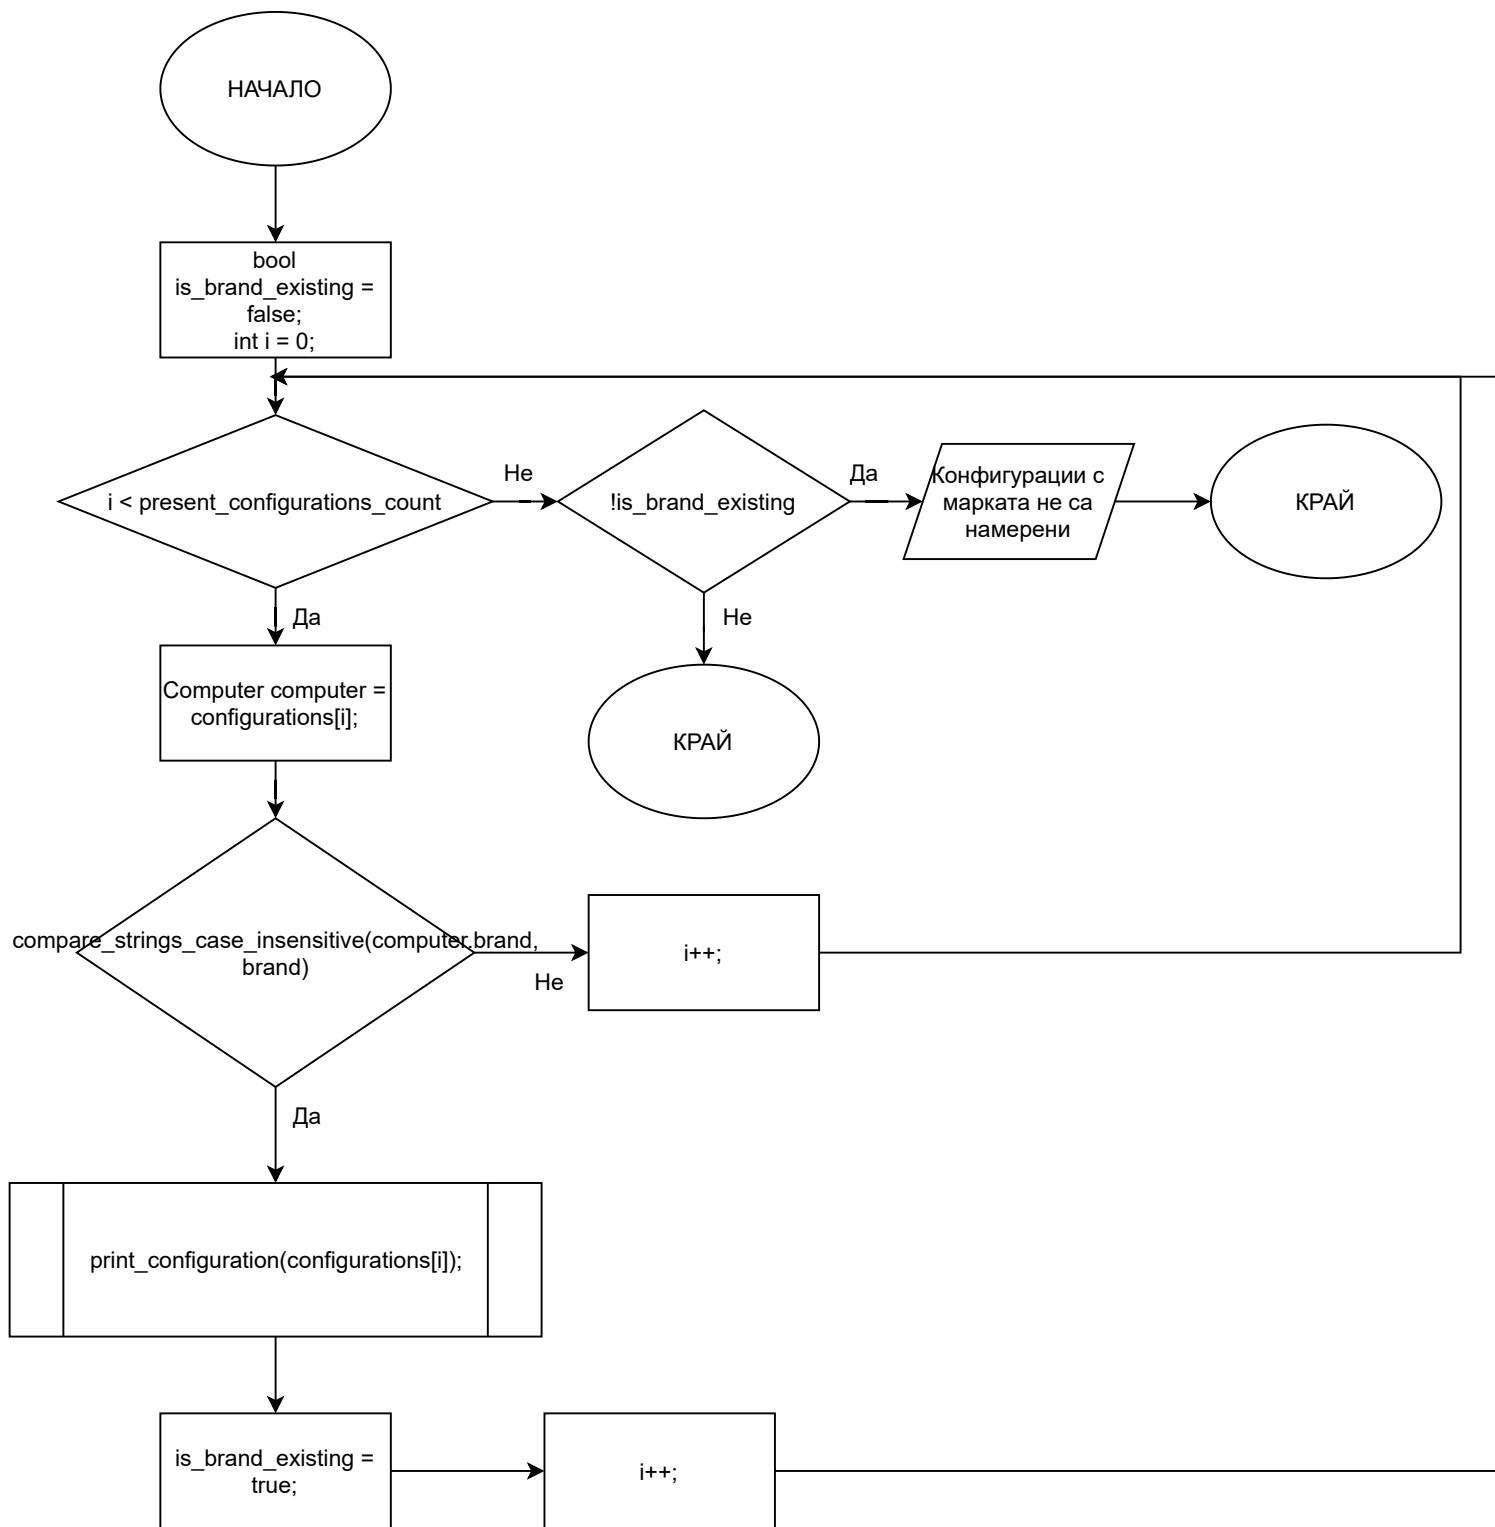 НАЧАЛО
bool
is_brand_existing =
false;
int i = 0;
i < present_configurations_count
Не
!is_brand_existing
Да
Конфигурации с
марката не са
намерени
КРАЙ
Да
Не
Computer computer =
configurations[i];
КРАЙ
compare_strings_case_insensitive(computer.brand,
brand)
Не
i++;
Да
print_configuration(configurations[i]);
is_brand_existing =
true;
i++;